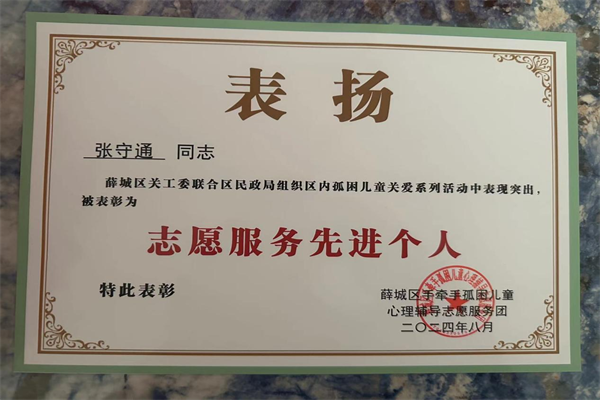 表扬
张守通 同志
薛城区关工委联合区民政局组织区内孤困儿童关爱系列活动中表现突出，
被表彰为
志愿服务先进个人
特此表彰
薛城区手牵手孤困儿童
心理辅导志愿服务团
二〇二四年八月